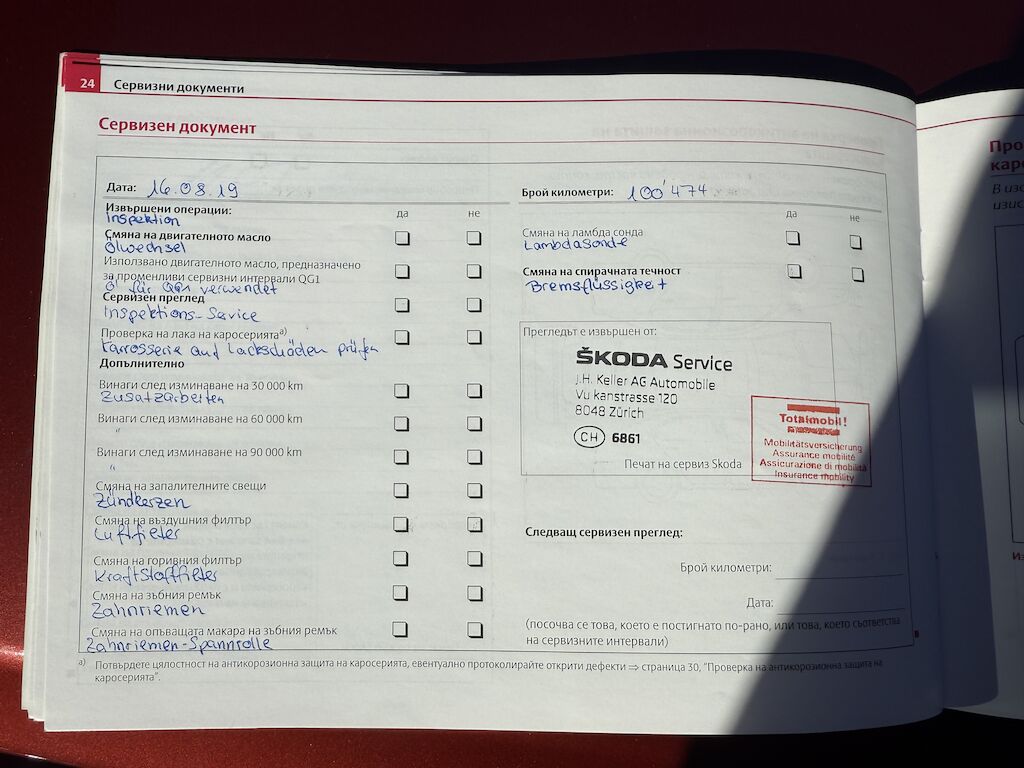 24 Сервизни документи
Сервизен документ
Дата: 16.08.19
Извършени операции: да не
Inspektion
Смяна на двигателното масло
Ölwechsel
Използвано двигателното масло, предназначено
за променливи сервизни интервали QG1
Ö für QG1 verwendet
Сервизен преглед
Inspektions-Service
Проверка на лака на каросерията a)
Karrosserie auf Lackschäden prüfen
Допълнително
Винаги след изминаване на 30 000 km
Zusatzarbeiten
Винаги след изминаване на 60 000 km
"
Винаги след изминаване на 90 000 km
"
Смяна на запалителните свещи
Zündkerzen
Смяна на въздушния филтър
Luftfilter
Смяна на горивния филтър
Kraftstoffilter
Смяна на зъбния ремък
Zahnriemen
Смяна на опъващата макара на зъбния ремък
Zahnriemen-Spannrolle
Брой километри: 100'474
да не
Смяна на ламбда сонда
Lambdasonde
Смяна на спирачната течност
Bremsflüssigkeit
Прегледът е извършен от:
ŠKODA Service
J.H. Keller AG Automobile
Vu kanstrasse 120
8048 Zürich
CH 6861
Печат на сервиз Skoda
Totalmobil!
Mobilitätsversicherung
Assurance mobilité
Assicurazione di mobilità
Insurance mobility
Следващ сервизен преглед:
Брой километри:
Дата:
(посочва се това, което е постигнато по-рано, или това, което съответства
на сервизните интервали)
a) Потвърдете цялостност на антикорозионна защита на каросерията, евентуално протоколирайте открити дефекти ⇒ страница 30, "Проверка на антикорозионна защита на
каросерията".